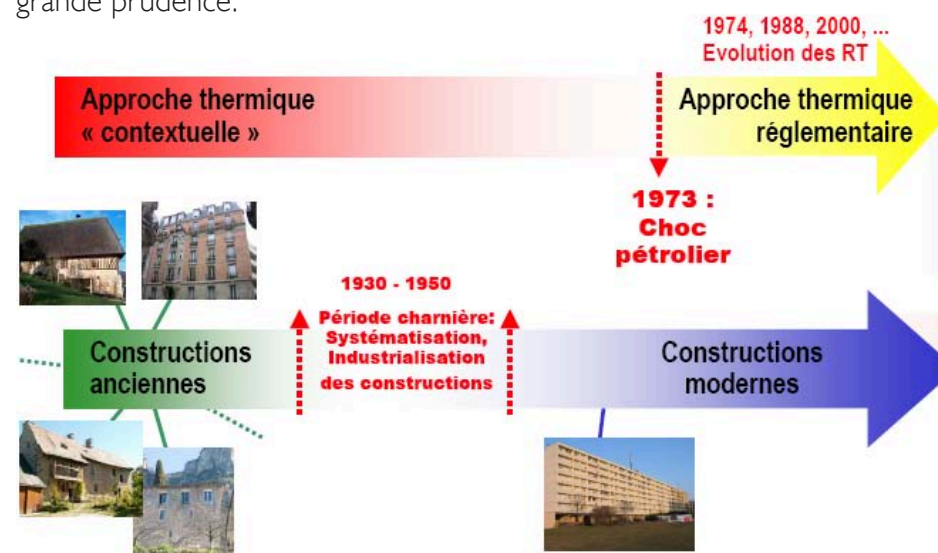 grande prudence.
1974, 1988, 2000, ...
Evolution des RT
Approche thermique
« contextuelle »
Approche thermique
réglementaire
1973 :
Choc
pétrolier
1930 - 1950
Période charnière:
Systématisation,
Industrialisation
des constructions
Constructions
anciennes
Constructions
modernes